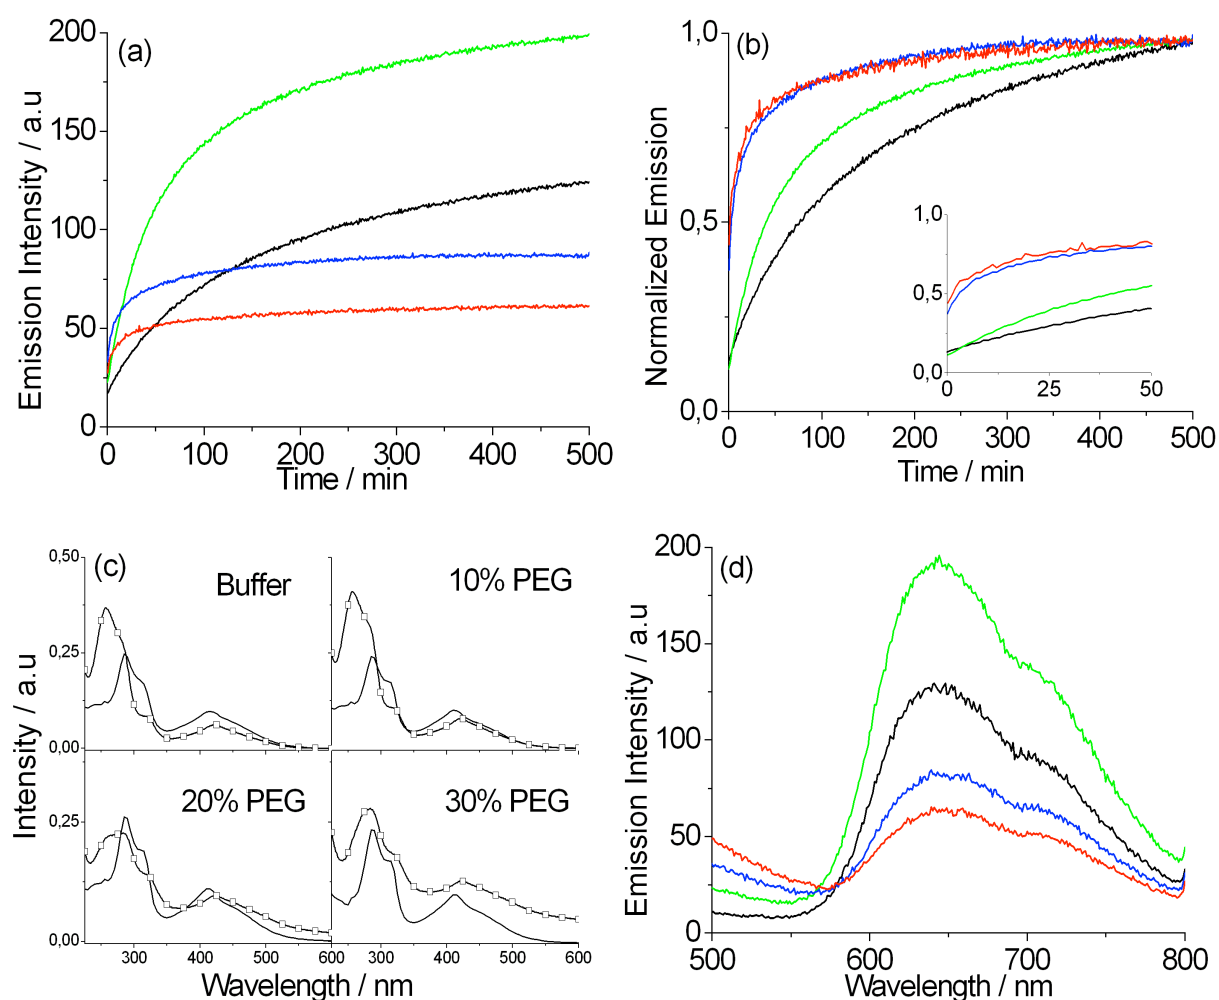 (a)
200
150
100
50
0
Emission Intensity / a.u
0 100 200 300 400 500
Time / min
(b)
1,0
0,5
0,0
Normalized Emission
1,0
0,5
0,0
0 25 50
0 100 200 300 400 500
Time / min
(c)
0,50
0,25
0,00
Buffer
10% PEG
0,25
0,00
20% PEG
30% PEG
Intensity / a.u
300 400 500 300 400 500 600
Wavelength / nm
(d)
200
150
100
50
0
Emission Intensity / a.u
500 600 700 800
Wavelength / nm